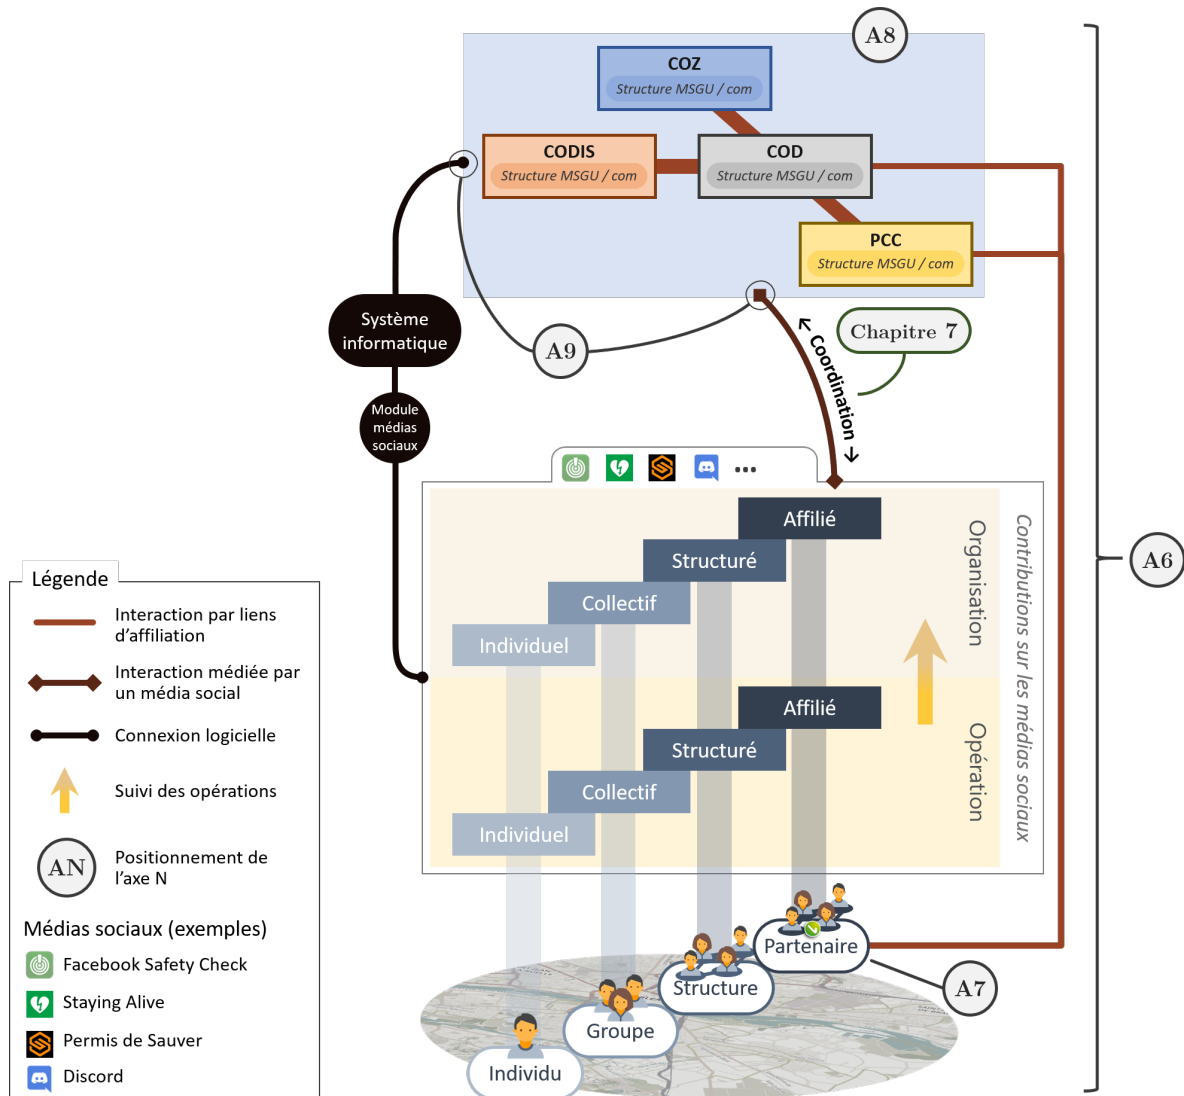 A8
COZ
Structure MSGU / com
CODIS
Structure MSGU / com
COD
Structure MSGU / com
PCC
Structure MSGU / com
Système
informatique
A9
Chapitre 7
← Coordination →
Module
médias
sociaux
•••
Affilié
Structuré
Collectif
Individuel
Organisation
Contributions sur les médias sociaux
A6
Affilié
Structuré
Collectif
Individuel
Opération
Partenaire
Structure
Groupe
Individu
A7
Légende
Interaction par liens
d'affiliation
Interaction médiée par
un média social
Connexion logicielle
Suivi des opérations
AN
Positionnement de
l'axe N
Médias sociaux (exemples)
Facebook Safety Check
Staying Alive
Permis de Sauver
Discord